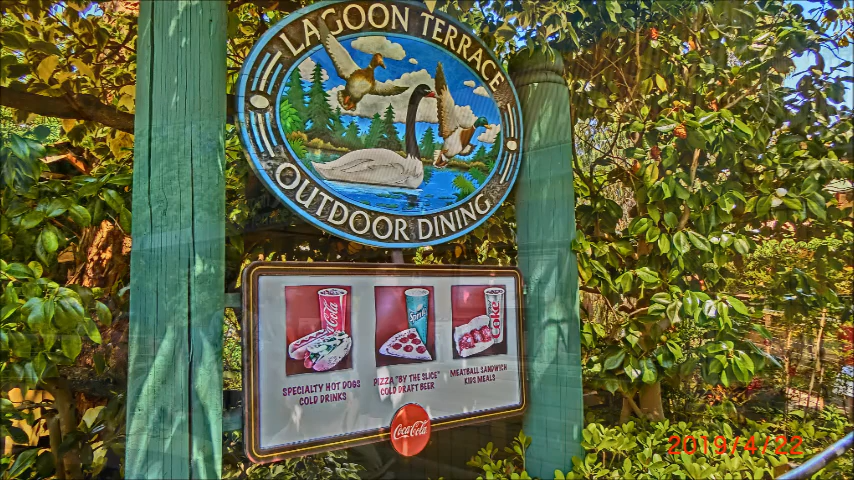 LAGOON TERRACE
OUTDOOR DINING
Coca-Cola
Sprite
Coke
SPECIALTY HOT DOGS
COLD DRINKS
PIZZA "BY THE SLICE"
COLD DRAFT BEER
MEATBALL SANDWICH
KIDS MEALS
Coca-Cola
2019/4/22